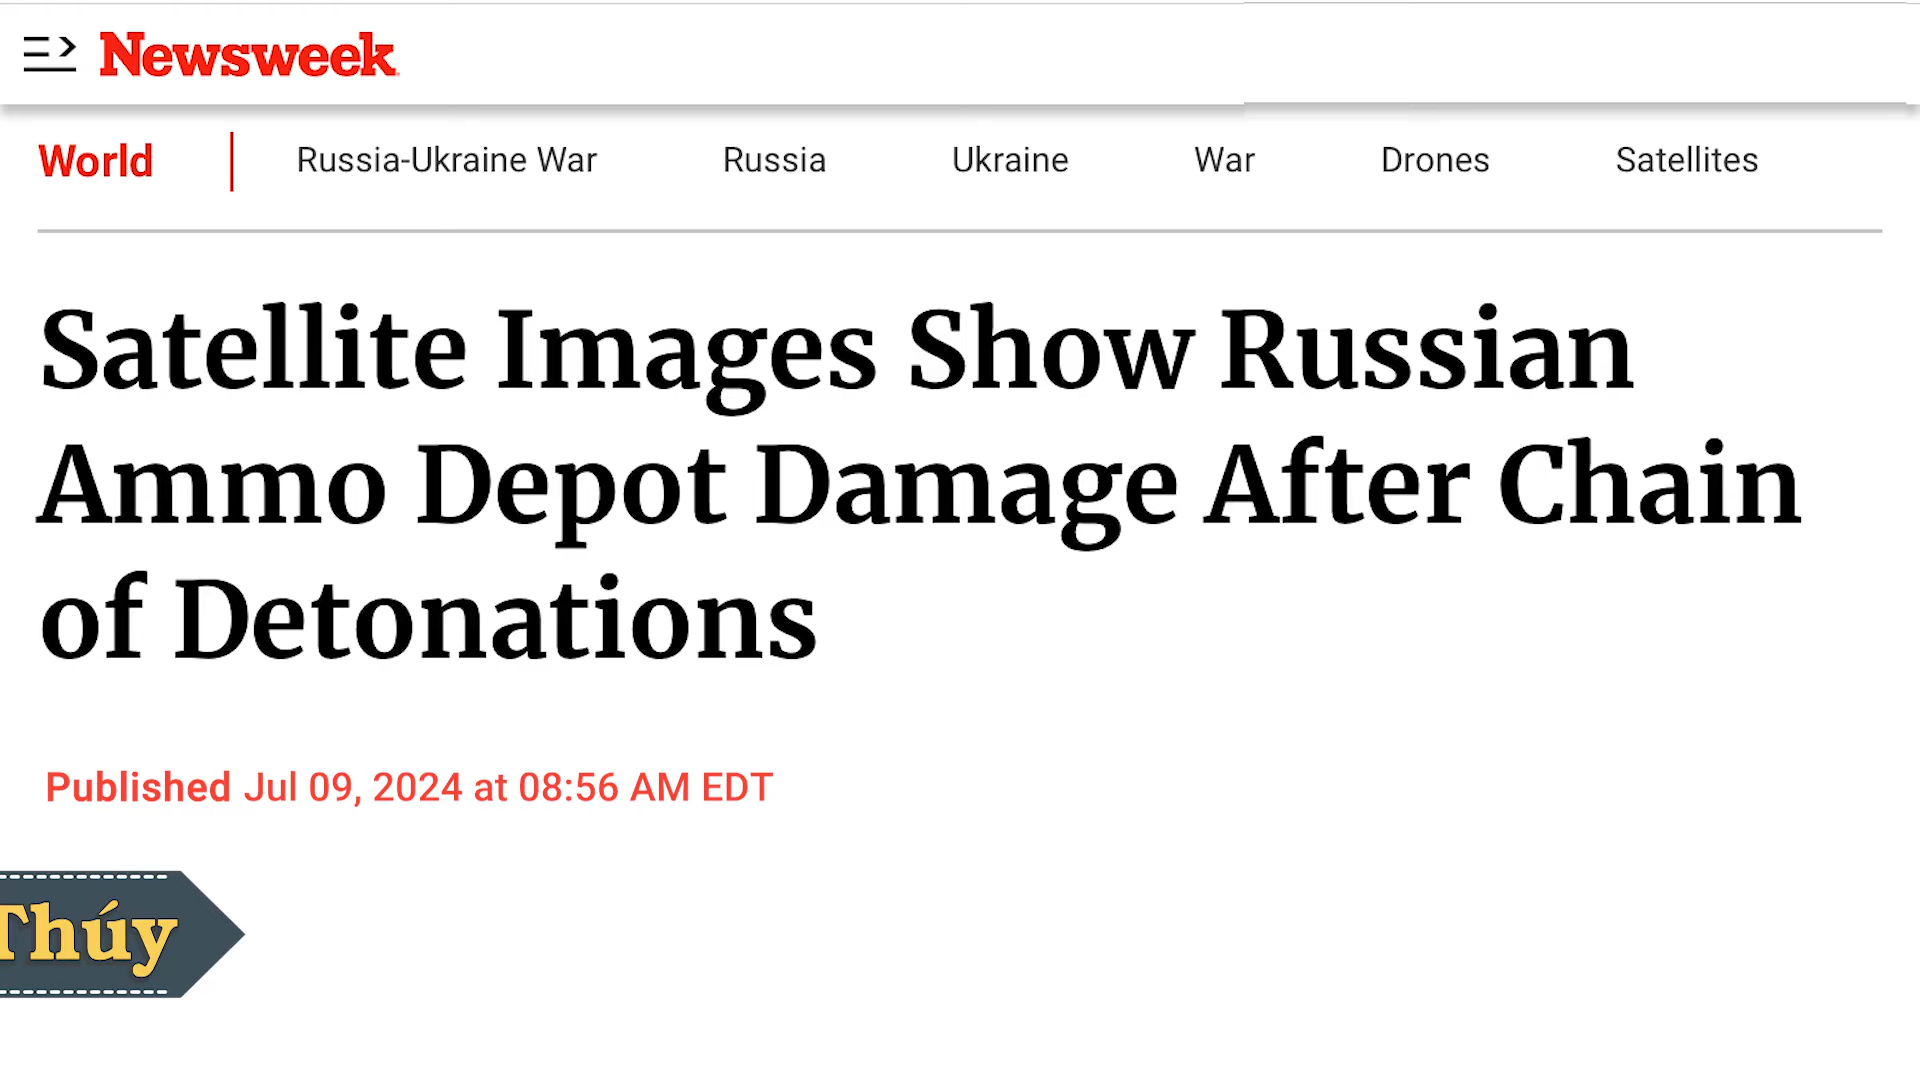 Newsweek
World Russia-Ukraine War Russia Ukraine War Drones Satellites
Satellite Images Show Russian
Ammo Depot Damage After Chain
of Detonations
Published Jul 09, 2024 at 08:56 AM EDT
Thúy